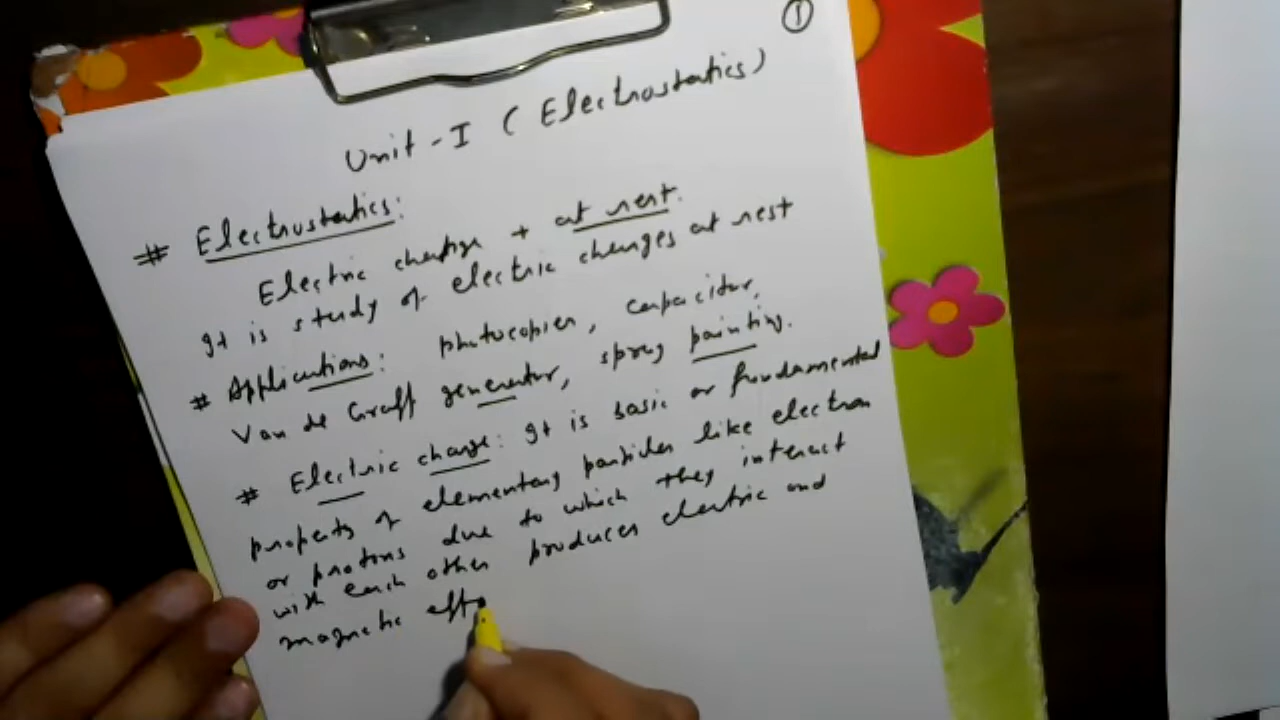 1
Unit - I ( Electrostatics )
# Electrostatics:
Electric charge + at rest.
It is study of electric charges at rest
# Applications: photocopier, capacitor,
Van de Graff generator, spray painting.
# Electric charge: It is basic or fundamental
property of elementary particles like electron
or protons due to which they interact
with each other produces electric and
magnetic effe